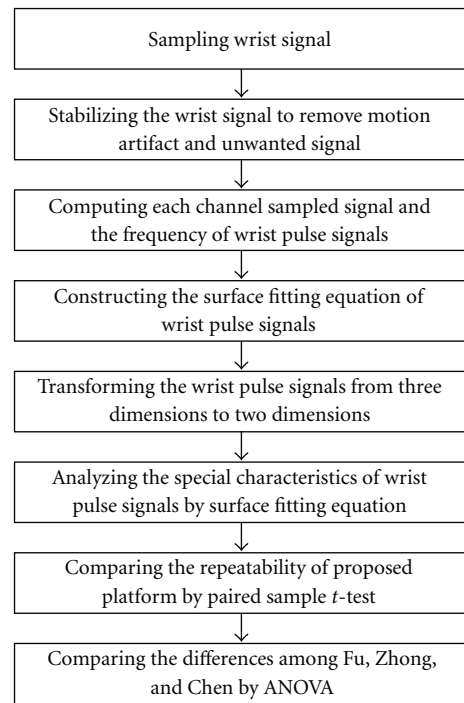 Sampling wrist signal
Stabilizing the wrist signal to remove motion
artifact and unwanted signal
Computing each channel sampled signal and
the frequency of wrist pulse signals
Constructing the surface fitting equation of
wrist pulse signals
Transforming the wrist pulse signals from three
dimensions to two dimensions
Analyzing the special characteristics of wrist
pulse signals by surface fitting equation
Comparing the repeatability of proposed
platform by paired sample t-test
Comparing the differences among Fu, Zhong,
and Chen by ANOVA